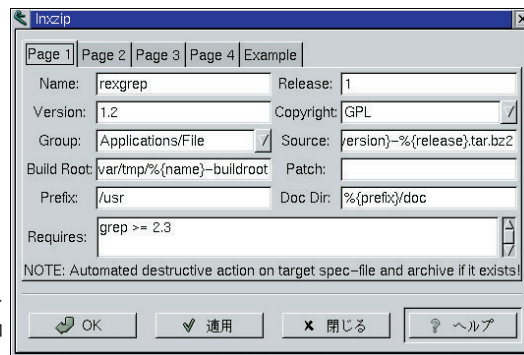 lnxzip
Page 1 Page 2 Page 3 Page 4 Example
Name: rexgrep Release: 1
Version: 1.2 Copyright: GPL
Group: Applications/File Source: version}-%{release}.tar.bz2
Build Root: var/tmp/%{name}-buildroot Patch:
Prefix: /usr Doc Dir: %{prefix}/doc
Requires: grep >= 2.3
NOTE: Automated destructive action on target spec-file and archive if it exists!
OK 適用 閉じる ヘルプ